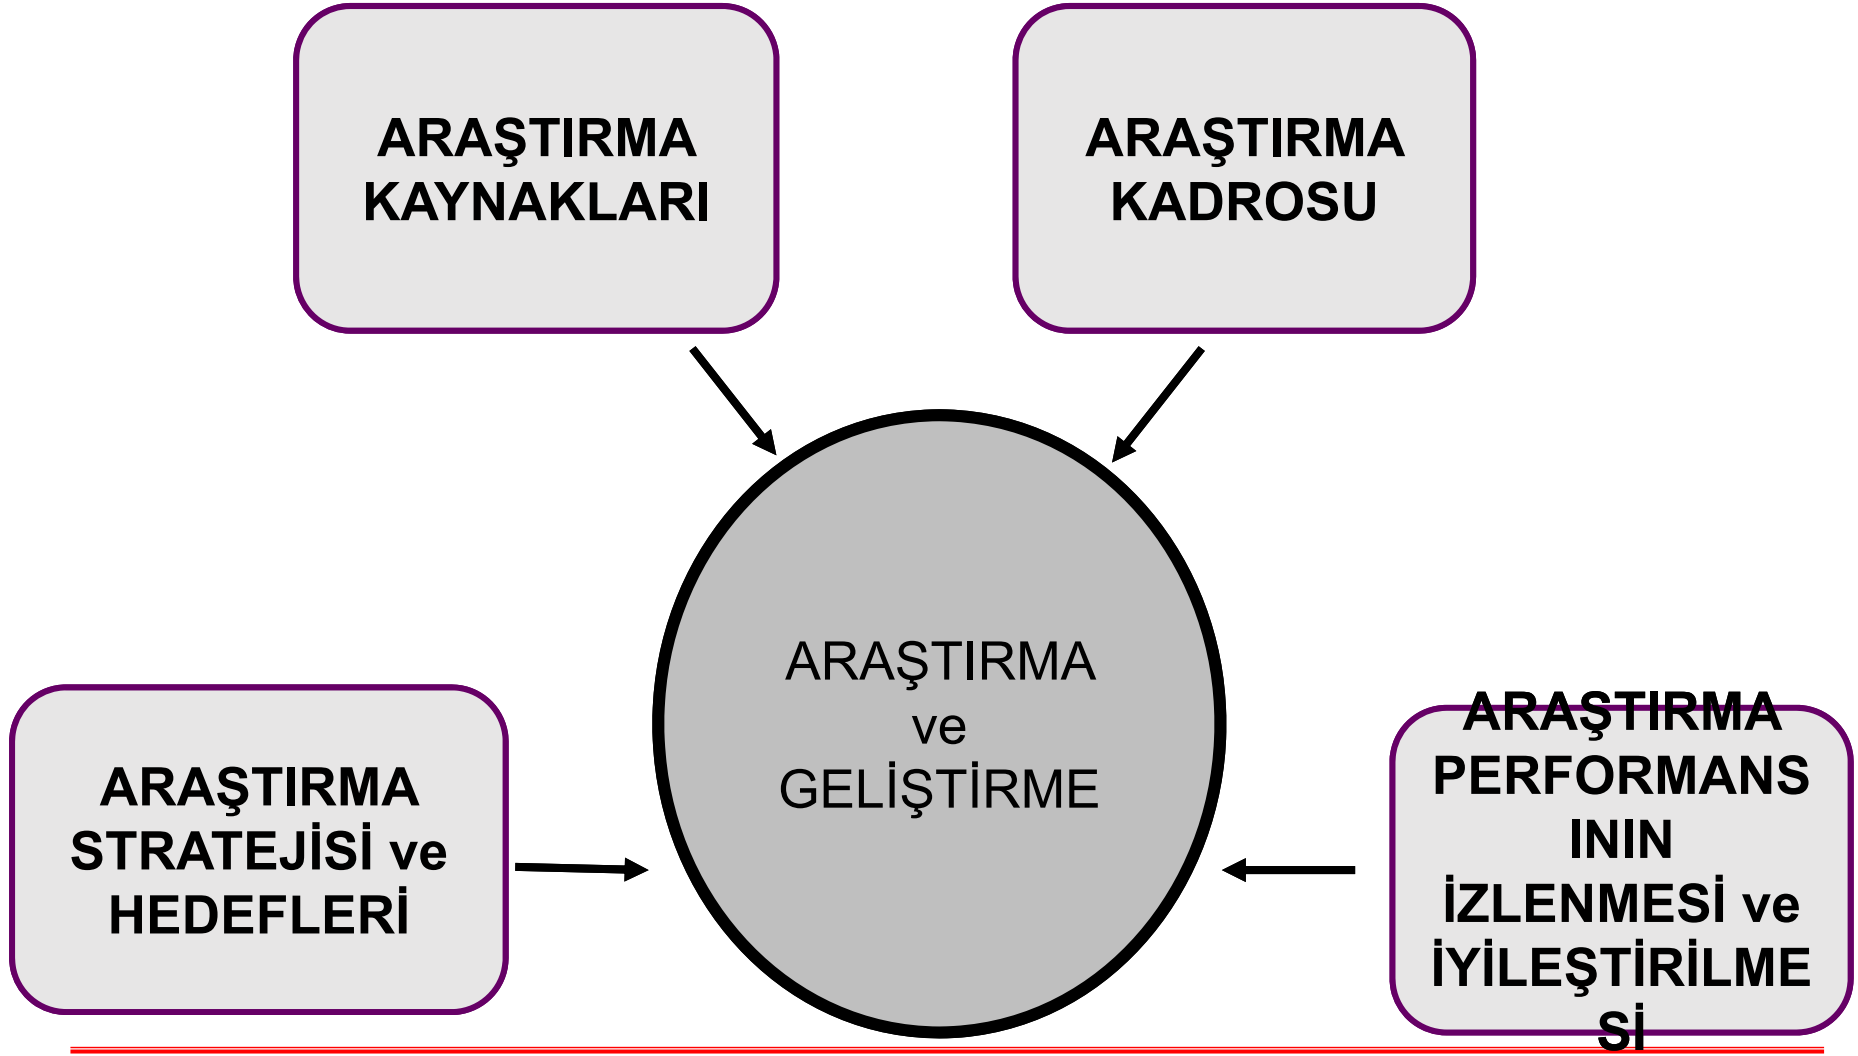 ARAŞTIRMA
KAYNAKLARI
ARAŞTIRMA
KADROSU
ARAŞTIRMA
ve
GELİŞTİRME
ARAŞTIRMA
STRATEJİSİ ve
HEDEFLERİ
ARAŞTIRMA
PERFORMANS
ININ
İZLENMESİ ve
İYİLEŞTİRİLME
Sİ